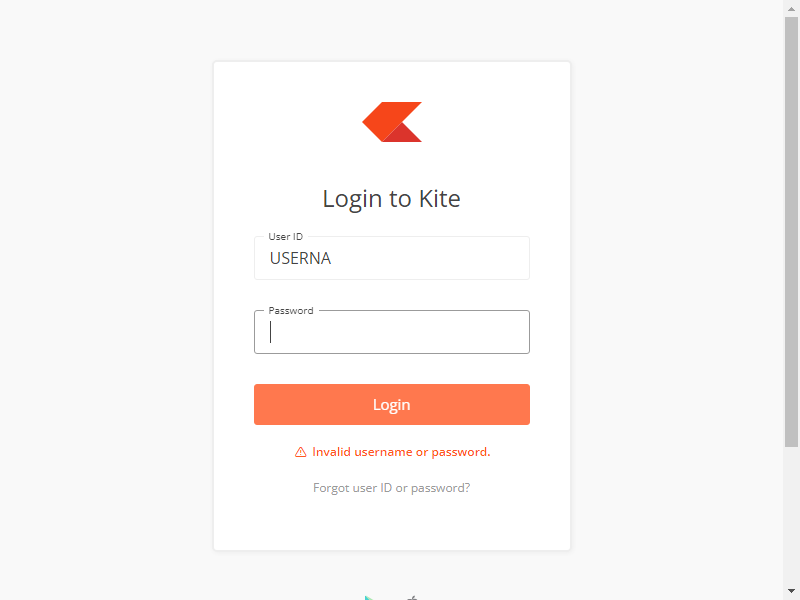 Login to Kite
User ID
USERNA
Password
Login
Invalid username or password.
Forgot user ID or password?